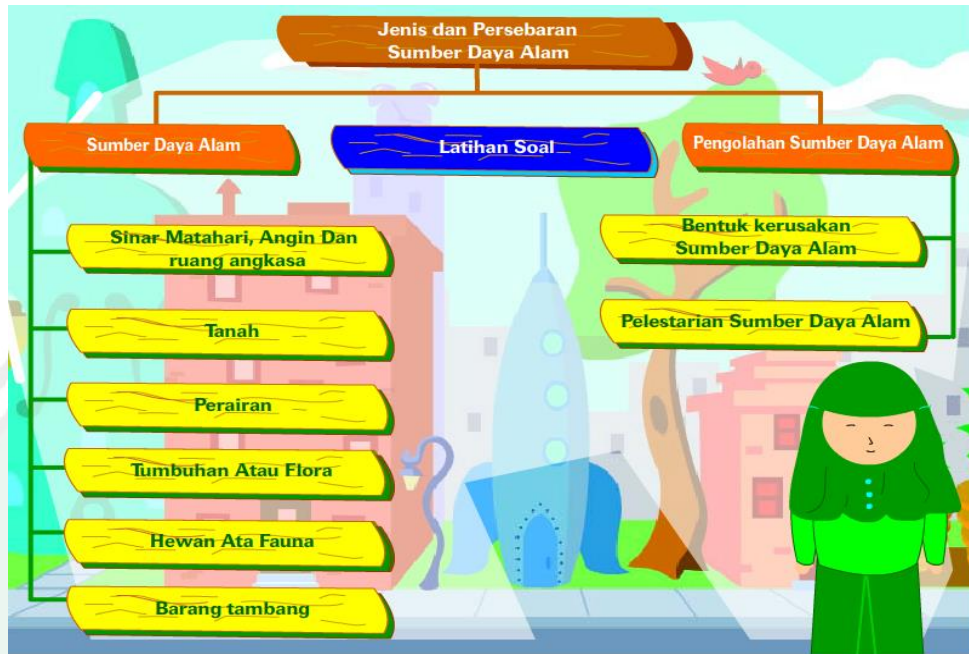 Jenis dan Persebaran
Sumber Daya Alam
Sumber Daya Alam
Latihan Soal
Pengolahan Sumber Daya Alam
Sinar Matahari, Angin Dan
ruang angkasa
Tanah
Perairan
Tumbuhan Atau Flora
Hewan Ata Fauna
Barang tambang
Bentuk kerusakan
Sumber Daya Alam
Pelestarian Sumber Daya Alam